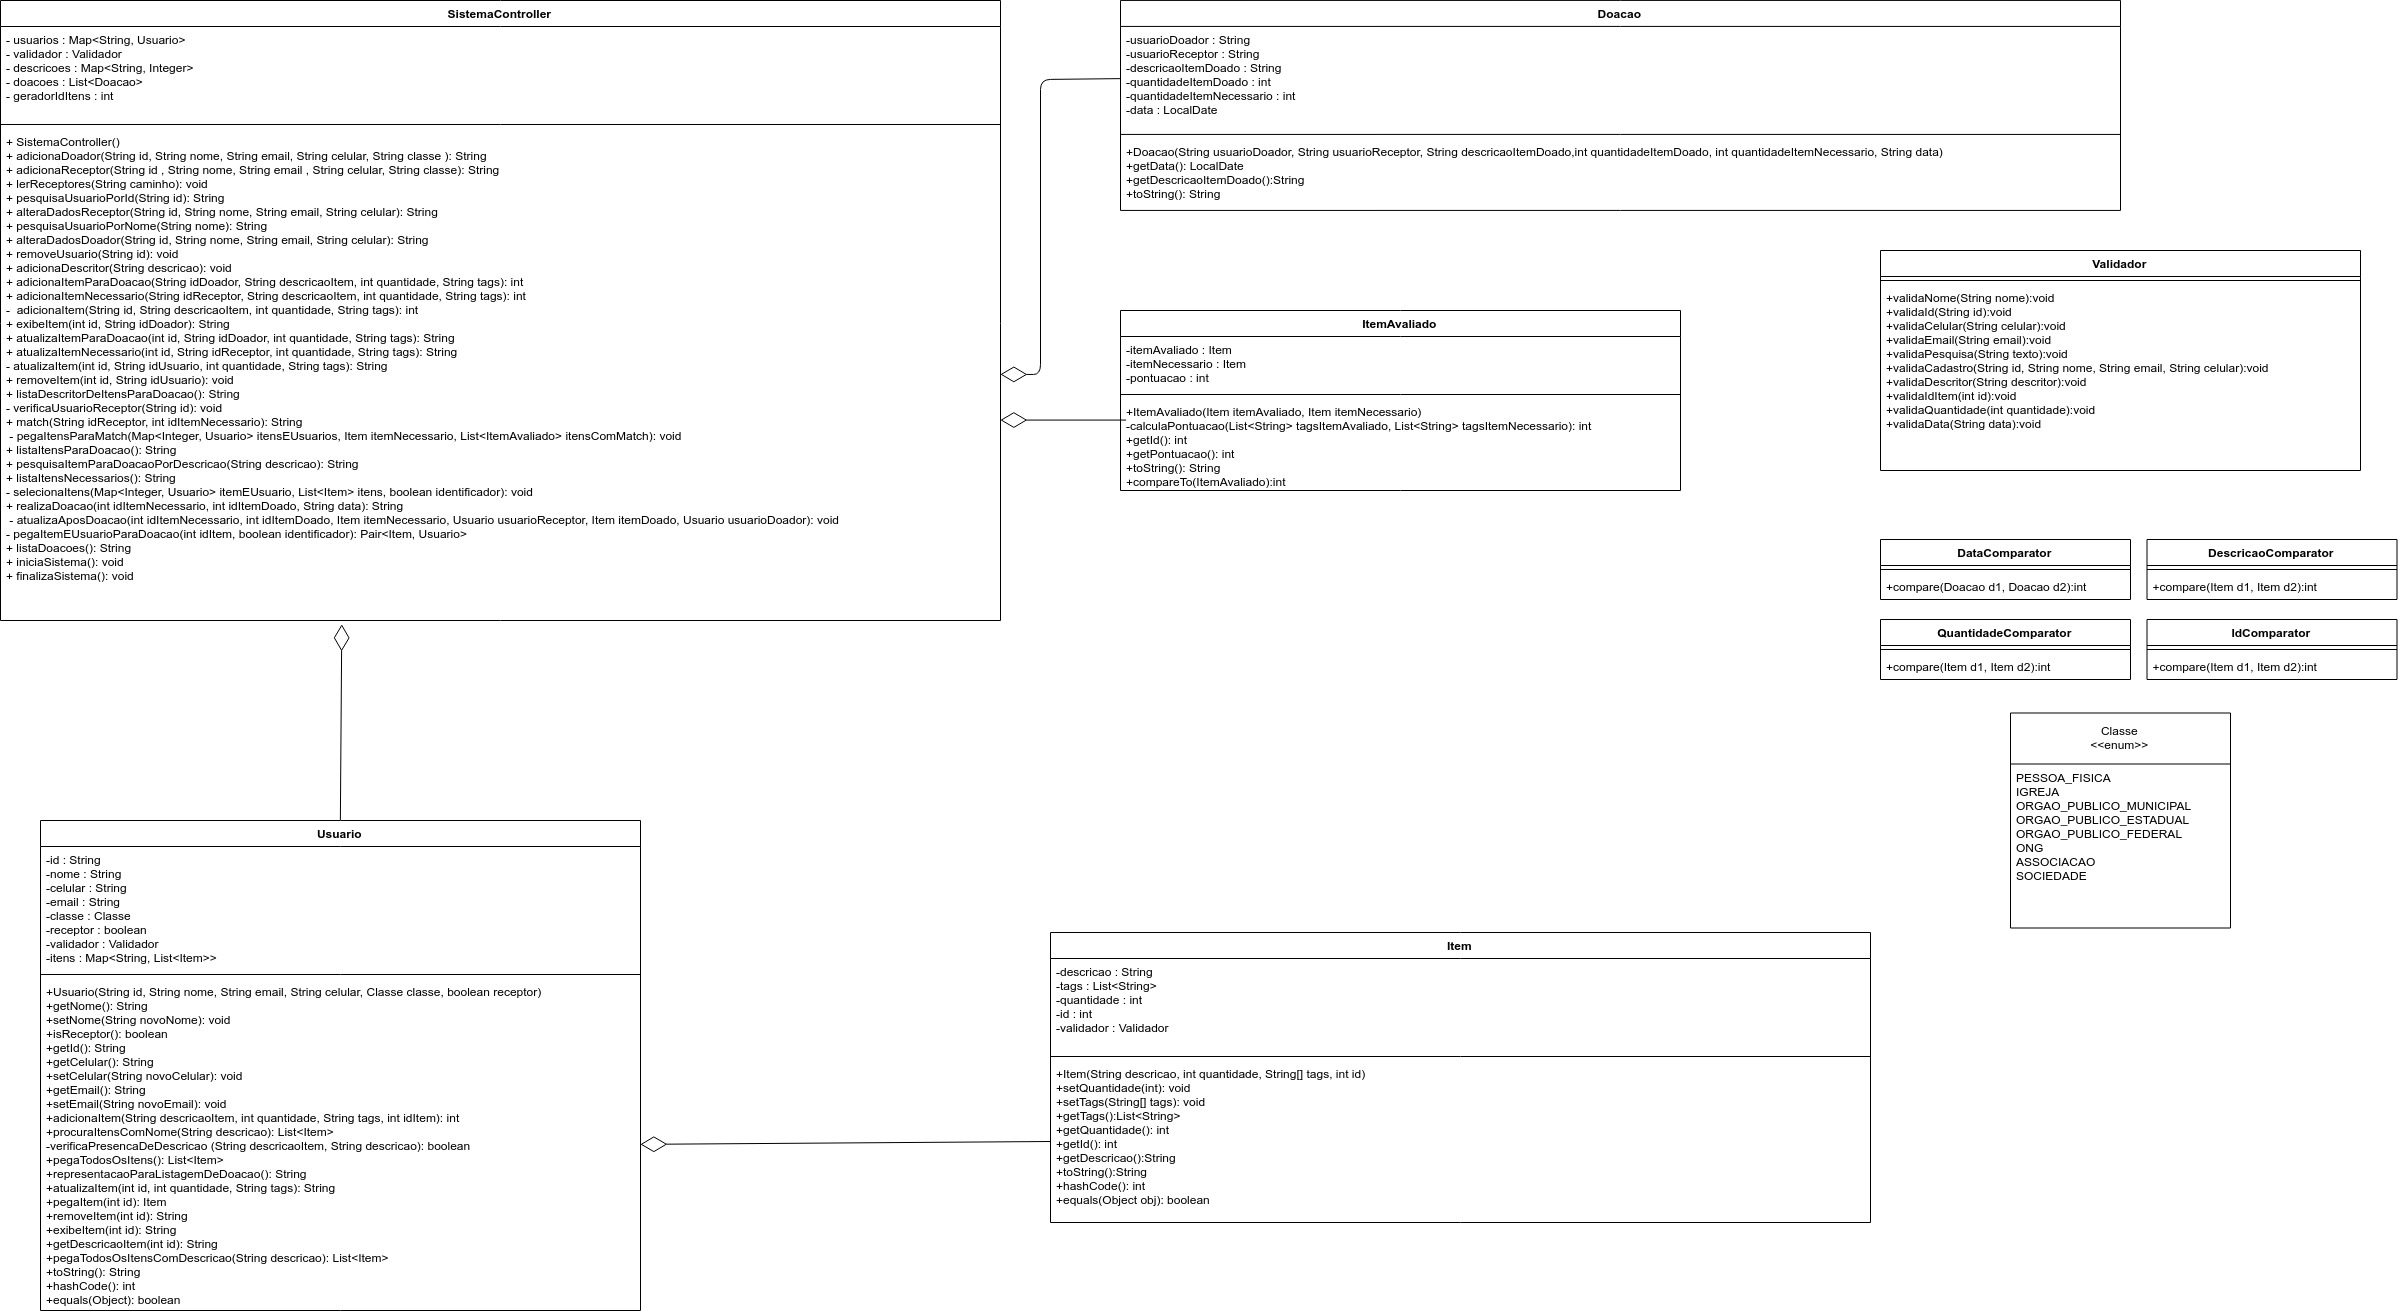 SistemaController
- usuarios : Map<String, Usuario>
- validador : Validador
- descricoes : Map<String, Integer>
- doacoes : List<Doacao>
- geradorIdItens : int
+ SistemaController()
+ adicionaDoador(String id, String nome, String email, String celular, String classe ): String
+ adicionaReceptor(String id , String nome, String email , String celular, String classe): String
+ lerReceptores(String caminho): void
+ pesquisaUsuarioPorId(String id): String
+ alteraDadosReceptor(String id, String nome, String email, String celular): String
+ pesquisaUsuarioPorNome(String nome): String
+ alteraDadosDoador(String id, String nome, String email, String celular): String
+ removeUsuario(String id): void
+ adicionaDescritor(String descricao): void
+ adicionaItemParaDoacao(String idDoador, String descricaoItem, int quantidade, String tags): int
+ adicionaItemNecessario(String idReceptor, String descricaoItem, int quantidade, String tags): int
-  adicionaItem(String id, String descricaoItem, int quantidade, String tags): int
+ exibeItem(int id, String idDoador): String
+ atualizaItemParaDoacao(int id, String idDoador, int quantidade, String tags): String
+ atualizaItemNecessario(int id, String idReceptor, int quantidade, String tags): String
- atualizaItem(int id, String idUsuario, int quantidade, String tags): String
+ removeItem(int id, String idUsuario): void
+ listaDescritorDeItensParaDoacao(): String
- verificaUsuarioReceptor(String id): void
+ match(String idReceptor, int idItemNecessario): String
- pegaItensParaMatch(Map<Integer, Usuario> itensEUsuarios, Item itemNecessario, List<ItemAvaliado> itensComMatch): void
+ listaItensParaDoacao(): String
+ pesquisaItemParaDoacaoPorDescricao(String descricao): String
+ listaItensNecessarios(): String
- selecionaItens(Map<Integer, Usuario> itemEUsuario, List<Item> itens, boolean identificador): void
+ realizaDoacao(int idItemNecessario, int idItemDoado, String data): String
- atualizaAposDoacao(int idItemNecessario, int idItemDoado, Item itemNecessario, Usuario usuarioReceptor, Item itemDoado, Usuario usuarioDoador): void
- pegaItemEUsuarioParaDoacao(int idItem, boolean identificador): Pair<Item, Usuario>
+ listaDoacoes(): String
+ iniciaSistema(): void
+ finalizaSistema(): void
Doacao
-usuarioDoador : String
-usuarioReceptor : String
-descricaoItemDoado : String
-quantidadeItemDoado : int
-quantidadeItemNecessario : int
-data : LocalDate
+Doacao(String usuarioDoador, String usuarioReceptor, String descricaoItemDoado,int quantidadeItemDoado, int quantidadeItemNecessario, String data)
+getData(): LocalDate
+getDescricaoItemDoado():String
+toString(): String
ItemAvaliado
-itemAvaliado : Item
-itemNecessario : Item
-pontuacao : int
+ItemAvaliado(Item itemAvaliado, Item itemNecessario)
-calculaPontuacao(List<String> tagsItemAvaliado, List<String> tagsItemNecessario): int
+getId(): int
+getPontuacao(): int
+toString(): String
+compareTo(ItemAvaliado):int
Validador
+validaNome(String nome):void
+validaId(String id):void
+validaCelular(String celular):void
+validaEmail(String email):void
+validaPesquisa(String texto):void
+validaCadastro(String id, String nome, String email, String celular):void
+validaDescritor(String descritor):void
+validaIdItem(int id):void
+validaQuantidade(int quantidade):void
+validaData(String data):void
DataComparator
+compare(Doacao d1, Doacao d2):int
DescricaoComparator
+compare(Item d1, Item d2):int
QuantidadeComparator
+compare(Item d1, Item d2):int
IdComparator
+compare(Item d1, Item d2):int
Classe
<<enum>>
PESSOA_FISICA
IGREJA
ORGAO_PUBLICO_MUNICIPAL
ORGAO_PUBLICO_ESTADUAL
ORGAO_PUBLICO_FEDERAL
ONG
ASSOCIACAO
SOCIEDADE
Usuario
-id : String
-nome : String
-celular : String
-email : String
-classe : Classe
-receptor : boolean
-validador : Validador
-itens : Map<String, List<Item>>
+Usuario(String id, String nome, String email, String celular, Classe classe, boolean receptor)
+getNome(): String
+setNome(String novoNome): void
+isReceptor(): boolean
+getId(): String
+getCelular(): String
+setCelular(String novoCelular): void
+getEmail(): String
+setEmail(String novoEmail): void
+adicionaItem(String descricaoItem, int quantidade, String tags, int idItem): int
+procuraItensComNome(String descricao): List<Item>
-verificaPresencaDeDescricao (String descricaoItem, String descricao): boolean
+pegaTodosOsItens(): List<Item>
+representacaoParaListagemDeDoacao(): String
+atualizaItem(int id, int quantidade, String tags): String
+pegaItem(int id): Item
+removeItem(int id): String
+exibeItem(int id): String
+getDescricaoItem(int id): String
+pegaTodosOsItensComDescricao(String descricao): List<Item>
+toString(): String
+hashCode(): int
+equals(Object): boolean
Item
-descricao : String
-tags : List<String>
-quantidade : int
-id : int
-validador : Validador
+Item(String descricao, int quantidade, String[] tags, int id)
+setQuantidade(int): void
+setTags(String[] tags): void
+getTags():List<String>
+getQuantidade(): int
+getId(): int
+getDescricao():String
+toString():String
+hashCode(): int
+equals(Object obj): boolean